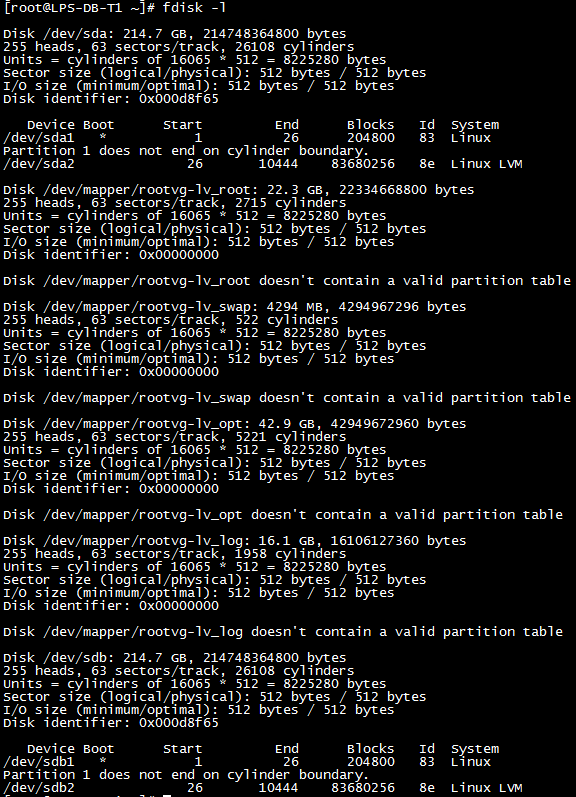 [root@LPS-DB-T1 ~]# fdisk -l
Disk /dev/sda: 214.7 GB, 214748364800 bytes
255 heads, 63 sectors/track, 26108 cylinders
Units = cylinders of 16065 * 512 = 8225280 bytes
Sector size (logical/physical): 512 bytes / 512 bytes
I/O size (minimum/optimal): 512 bytes / 512 bytes
Disk identifier: 0x000d8f65
Device Boot Start End Blocks Id System
/dev/sda1 * 1 26 204800 83 Linux
Partition 1 does not end on cylinder boundary.
/dev/sda2 26 10444 83680256 8e Linux LVM
Disk /dev/mapper/rootvg-lv_root: 22.3 GB, 22334668800 bytes
255 heads, 63 sectors/track, 2715 cylinders
Units = cylinders of 16065 * 512 = 8225280 bytes
Sector size (logical/physical): 512 bytes / 512 bytes
I/O size (minimum/optimal): 512 bytes / 512 bytes
Disk identifier: 0x00000000
Disk /dev/mapper/rootvg-lv_root doesn't contain a valid partition table
Disk /dev/mapper/rootvg-lv_swap: 4294 MB, 4294967296 bytes
255 heads, 63 sectors/track, 522 cylinders
Units = cylinders of 16065 * 512 = 8225280 bytes
Sector size (logical/physical): 512 bytes / 512 bytes
I/O size (minimum/optimal): 512 bytes / 512 bytes
Disk identifier: 0x00000000
Disk /dev/mapper/rootvg-lv_swap doesn't contain a valid partition table
Disk /dev/mapper/rootvg-lv_opt: 42.9 GB, 42949672960 bytes
255 heads, 63 sectors/track, 5221 cylinders
Units = cylinders of 16065 * 512 = 8225280 bytes
Sector size (logical/physical): 512 bytes / 512 bytes
I/O size (minimum/optimal): 512 bytes / 512 bytes
Disk identifier: 0x00000000
Disk /dev/mapper/rootvg-lv_opt doesn't contain a valid partition table
Disk /dev/mapper/rootvg-lv_log: 16.1 GB, 16106127360 bytes
255 heads, 63 sectors/track, 1958 cylinders
Units = cylinders of 16065 * 512 = 8225280 bytes
Sector size (logical/physical): 512 bytes / 512 bytes
I/O size (minimum/optimal): 512 bytes / 512 bytes
Disk identifier: 0x00000000
Disk /dev/mapper/rootvg-lv_log doesn't contain a valid partition table
Disk /dev/sdb: 214.7 GB, 214748364800 bytes
255 heads, 63 sectors/track, 26108 cylinders
Units = cylinders of 16065 * 512 = 8225280 bytes
Sector size (logical/physical): 512 bytes / 512 bytes
I/O size (minimum/optimal): 512 bytes / 512 bytes
Disk identifier: 0x000d8f65
Device Boot Start End Blocks Id System
/dev/sdb1 * 1 26 204800 83 Linux
Partition 1 does not end on cylinder boundary.
/dev/sdb2 26 10444 83680256 8e Linux LVM